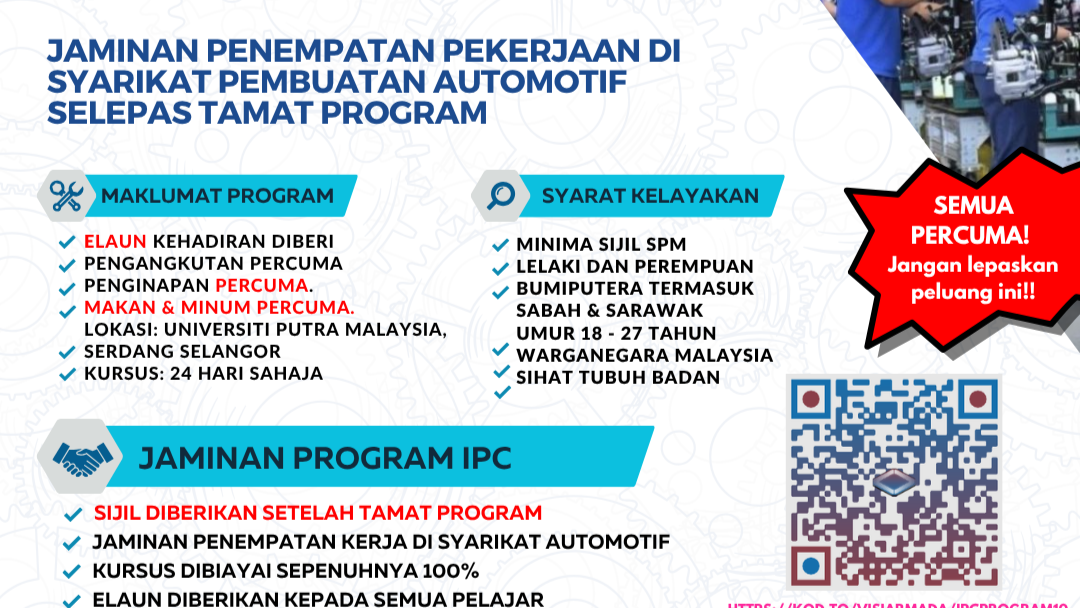 JAMINAN PENEMPATAN PEKERJAAN DI
SYARIKAT PEMBUATAN AUTOMOTIF
SELEPAS TAMAT PROGRAM
MAKLUMAT PROGRAM
ELAUN KEHADIRAN DIBERI
PENGANGKUTAN PERCUMA
PENGINAPAN PERCUMA.
MAKAN & MINUM PERCUMA.
LOKASI: UNIVERSITI PUTRA MALAYSIA,
SERDANG SELANGOR
KURSUS: 24 HARI SAHAJA
SYARAT KELAYAKAN
MINIMA SIJIL SPM
LELAKI DAN PEREMPUAN
BUMIPUTERA TERMASUK
SABAH & SARAWAK
UMUR 18 - 27 TAHUN
WARGANEGARA MALAYSIA
SIHAT TUBUH BADAN
SEMUA
PERCUMA!
Jangan lepaskan
peluang ini!!
JAMINAN PROGRAM IPC
SIJIL DIBERIKAN SETELAH TAMAT PROGRAM
JAMINAN PENEMPATAN KERJA DI SYARIKAT AUTOMOTIF
KURSUS DIBIAYAI SEPENUHNYA 100%
ELAUN DIBERIKAN KEPADA SEMUA PELAJAR